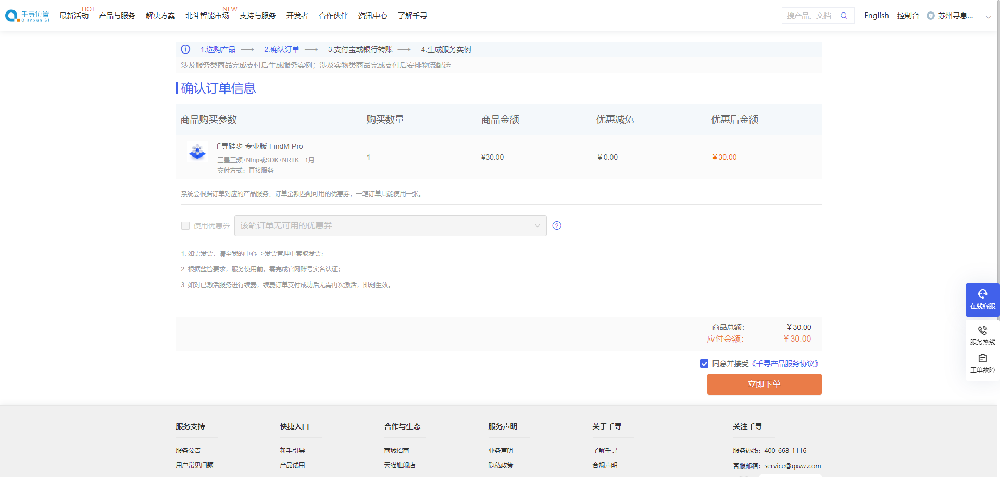 千寻位置
Qianxun SI
最新活动
HOT
产品与服务
解决方案
北斗智能市场
NEW
支持与服务
开发者
合作伙伴
资讯中心
了解千寻
搜产品、文档
English
控制台
苏州寻息...
1.选购产品
2.确认订单
3.支付宝或银行转账
4.生成服务实例
涉及服务类商品完成支付后生成服务实例；涉及实物类商品完成支付后安排物流配送
确认订单信息
商品购买参数 购买数量 商品金额 优惠减免 优惠后金额
千寻跬步 专业版-FindM Pro
三星三频+Ntrip或SDK+NRTK 1月
交付方式：直接服务
1 ¥30.00 ¥0.00 ¥30.00
系统会根据订单对应的产品服务、订单金额匹配可用的优惠券，一笔订单只能使用一张。
使用优惠券 该笔订单无可用的优惠券
1. 如需发票，请至我的中心-->发票管理中索取发票；
2. 根据监管要求，服务使用前，需完成官网账号实名认证；
3. 如对已激活服务进行续费，续费订单支付成功后无需再次激活，即刻生效。
商品总额： ¥30.00
应付金额： ¥30.00
同意并接受《千寻产品服务协议》
立即下单
在线客服
服务热线
工单故障
服务支持 快捷入口 合作与生态 服务声明 关于千寻 关注千寻
服务公告 新手引导 商城招商 业务声明 了解千寻 服务热线：400-668-1116
用户常见问题 产品试用 天猫旗舰店 隐私政策 合规声明 客服邮箱：service@qxwz.com